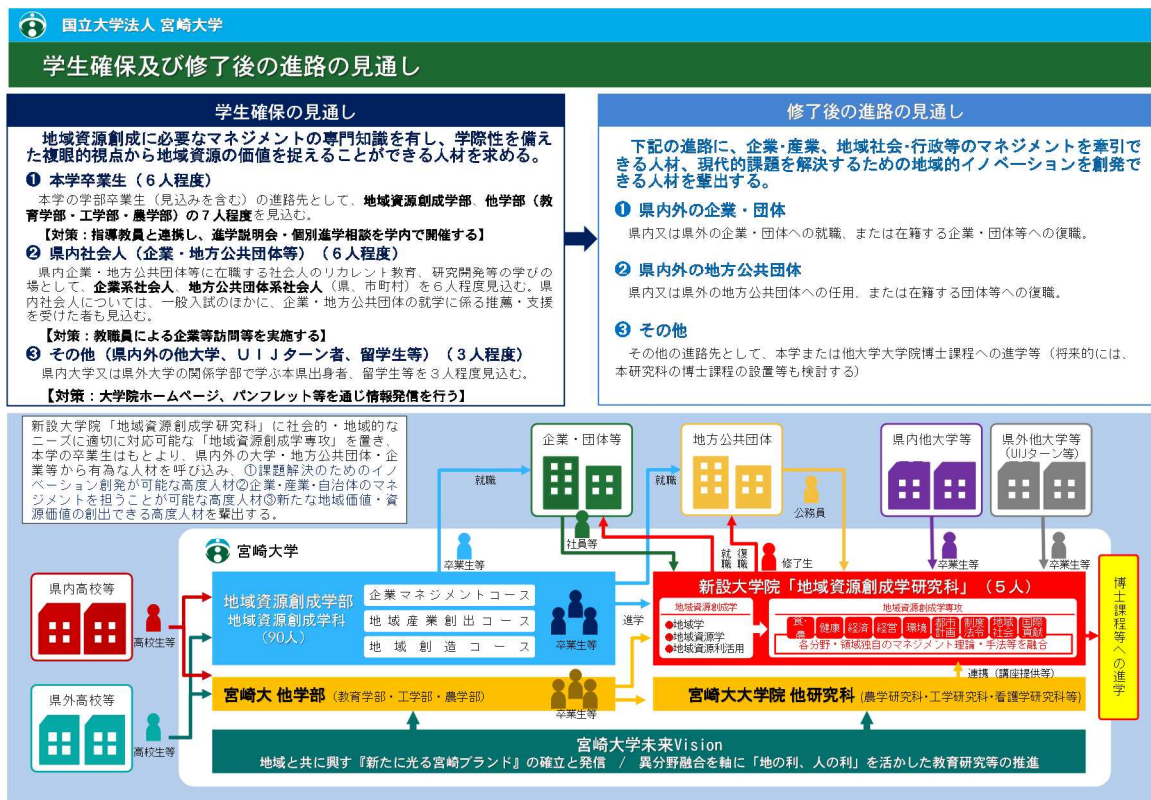 国立大学法人 宮崎大学
学生確保及び修了後の進路の見通し
学生確保の見通し
地域資源創成に必要なマネジメントの専門知識を有し、学際性を備え
た複眼的視点から地域資源の価値を捉えることができる人材を求める。
❶ 本学卒業生（６人程度）
本学の学部卒業生（見込みを含む）の進路先として、地域資源創成学部、他学部（教
育学部・工学部・農学部）の７人程度を見込む。
【対策：指導教員と連携し、進学説明会・個別進学相談を学内で開催する】
❷ 県内社会人（企業・地方公共団体等）（６人程度）
県内企業・地方公共団体等に在職する社会人のリカレント教育、研究開発等の学びの
場として、企業系社会人、地方公共団体系社会人（県、市町村）を６人程度見込む。県
内社会人については、一般入試のほかに、企業・地方公共団体の就学に係る推薦・支援
を受けた者も見込む。
【対策：教職員による企業等訪問等を実施する】
❸ その他（県内外の他大学、ＵＩＪターン者、留学生等）（３人程度）
県内大学又は県外大学の関係学部で学ぶ本県出身者、留学生等を３人程度見込む。
【対策：大学院ホームページ、パンフレット等を通じ情報発信を行う】
修了後の進路の見通し
下記の進路に、企業・産業、地域社会・行政等のマネジメントを牽引で
きる人材、現代的課題を解決するための地域的イノベーションを創発で
きる人材を輩出する。
❶ 県内外の企業・団体
県内又は県外の企業・団体への就職、または在籍する企業・団体等への復職。
❷ 県内外の地方公共団体
県内又は県外の地方公共団体への任用、または在籍する団体等への復職。
❸ その他
その他の進路先として、本学または他大学大学院博士課程への進学等（将来的には、
本研究科の博士課程の設置等も検討する）
新設大学院「地域資源創成学研究科」に社会的・地域的な
ニーズに適切に対応可能な「地域資源創成学専攻」を置き、
本学の卒業生はもとより、県内外の大学・地方公共団体・企
業等から有為な人材を呼び込み、①課題解決のためのイノ
ベーション創発が可能な高度人材②企業・産業・自治体のマネ
ジメントを担うことが可能な高度人材③新たな地域価値・資
源価値の創出できる高度人材を輩出する。
企業・団体等
地方公共団体
県内他大学等
県外他大学等
（UIJターン等）
就職
就職
公務員
社員等
宮崎大学
卒業生等
就職
復職
修了生
卒業生等
卒業生等
県内高校等
高校生等
地域資源創成学部
地域資源創成学科
（90人）
企業マネジメントコース
地域産業創出コース
地域創造コース
卒業生等
進学
新設大学院「地域資源創成学研究科」（５人）
地域資源創成学
●地域学
●地域資源学
●地域資源利活用
地域資源創成学専攻
食・農
健康
経済
経営
環境
都市計画
制度法令
地域社会
国際貢献
各分野・領域独自のマネジメント理論・手法等を融合
博士課程等への進学
連携（講座提供等）
県外高校等
高校生等
宮崎大 他学部（教育学部・工学部・農学部）
卒業生等
宮崎大大学院 他研究科（農学研究科・工学研究科・看護学研究科等）
宮崎大学未来Vision
地域と共に興す『新たに光る宮崎ブランド』の確立と発信 / 異分野融合を軸に「地の利、人の利」を活かした教育研究等の推進